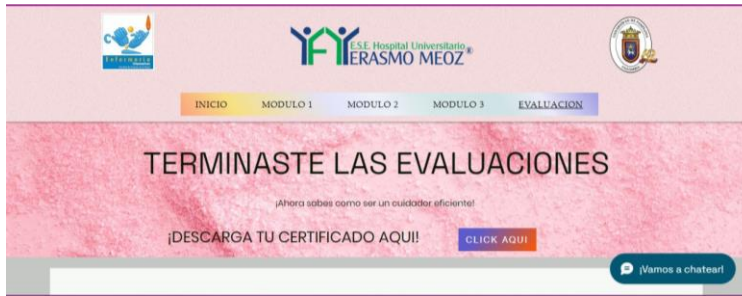 Enfermería
E.S.E. Hospital Universitario
ERASMO MEOZ
INICIO MODULO 1 MODULO 2 MODULO 3 EVALUACION
TERMINASTE LAS EVALUACIONES
¡Ahora sabes como ser un cuidador eficiente!
¡DESCARGA TU CERTIFICADO AQUI! CLICK AQUI
¡Vamos a chatear!